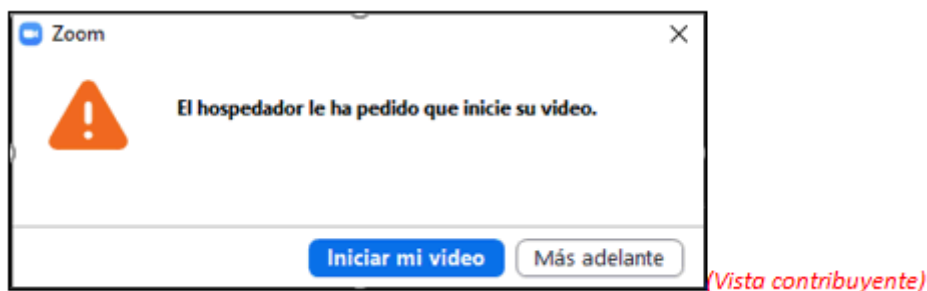 Zoom
El hospedador le ha pedido que inicie su video.
Iniciar mi video Más adelante
(Vista contribuyente)